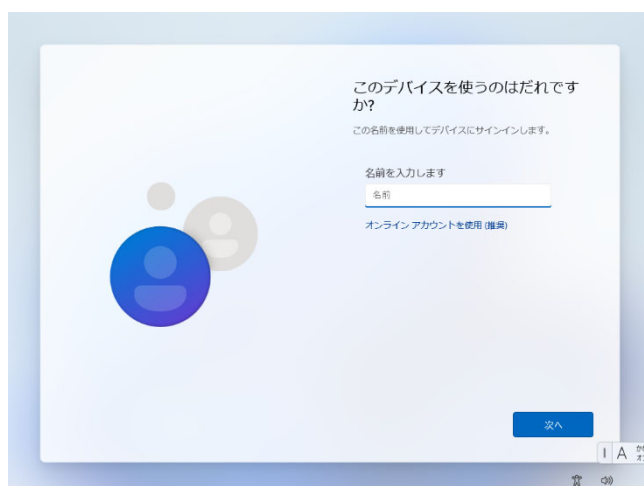 このデバイスを使うのはだれです
か?
この名前を使用してデバイスにサインインします。
名前を入力します
名前
オンライン アカウントを使用 (推奨)
次へ
A